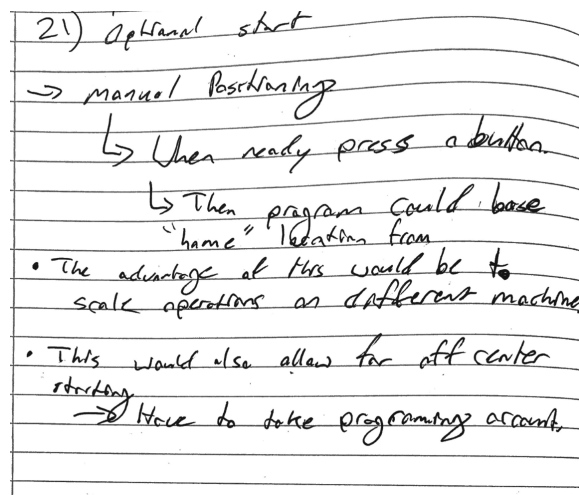 21) Optional start
→ manual Positioning
↳ When ready press a button.
↳ Then program could base
"home" location from
• The advantage of this would be to
scale operations on different machines
• This would also allow for off center
starting
→ Have to take programing account.